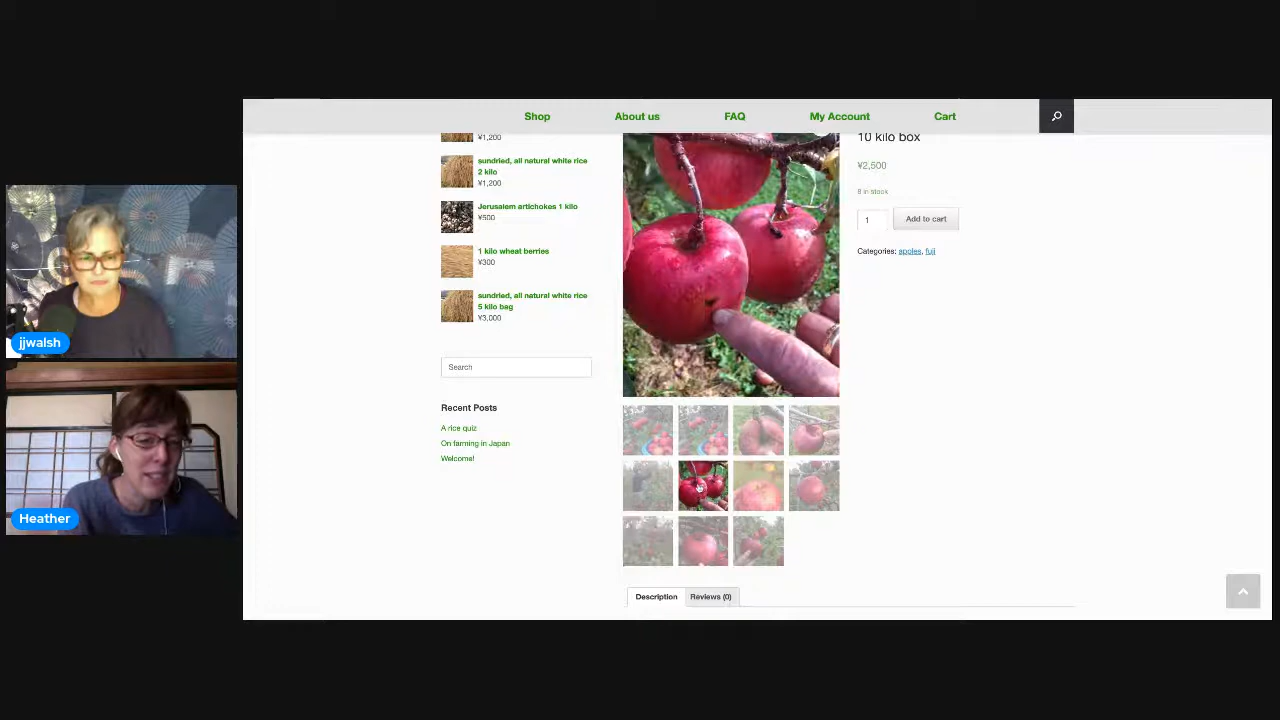 Shop
About us
FAQ
My Account
Cart
¥1,200
sundried, all natural white rice
2 kilo
¥1,200
Jerusalem artichokes 1 kilo
¥500
1 kilo wheat berries
¥300
sundried, all natural white rice
5 kilo bag
¥3,000
Search
Recent Posts
A rice quiz
On farming in Japan
Welcome!
10 kilo box
¥2,500
8 in stock
1
Add to cart
Categories: apples, fuji
Description
Reviews (0)
jjwalsh
Heather